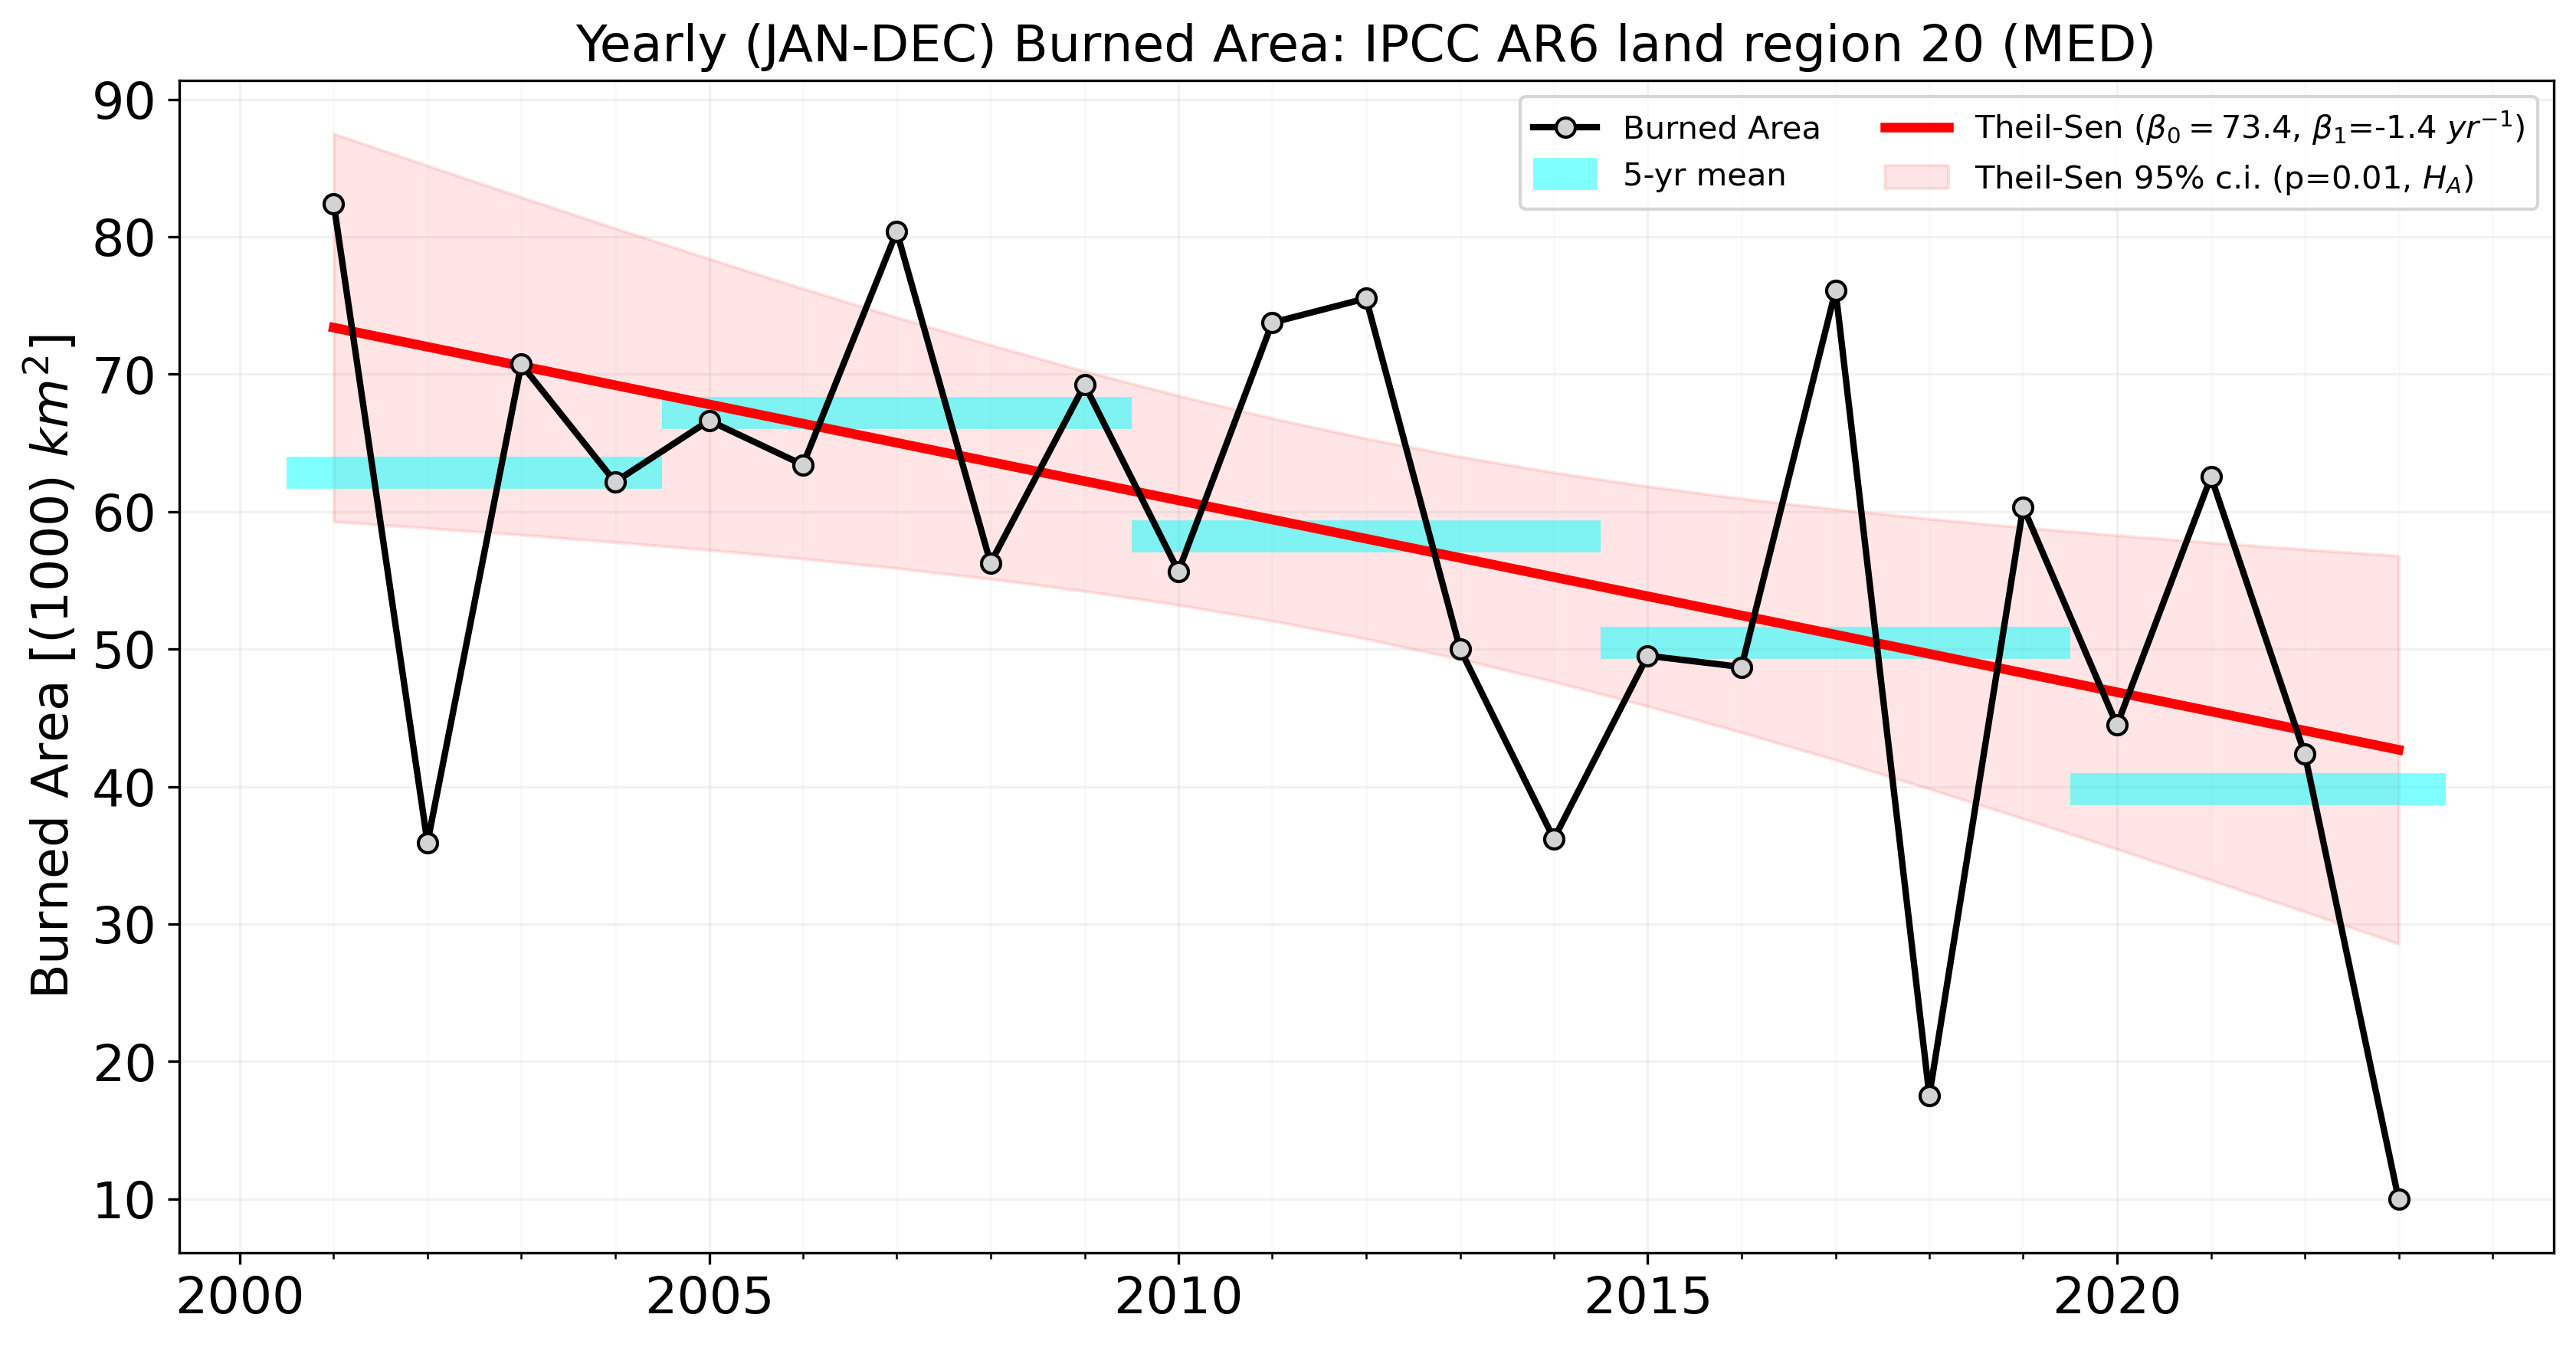 Yearly (JAN-DEC) Burned Area: IPCC AR6 land region 20 (MED)
Burned Area
5-yr mean
Theil-Sen (β₀ = 73.4, β₁=-1.4 yr⁻¹)
Theil-Sen 95% c.i. (p=0.01, H_A)
Burned Area [(1000) km²]
90
80
70
60
50
40
30
20
10
2000 2005 2010 2015 2020